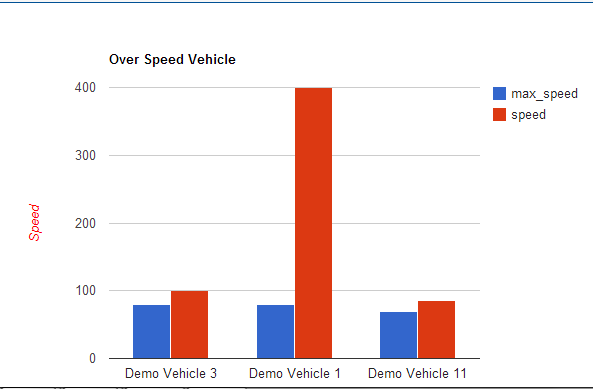 Over Speed Vehicle
400
300
200
100
0
Speed
max_speed
speed
Demo Vehicle 3
Demo Vehicle 1
Demo Vehicle 11